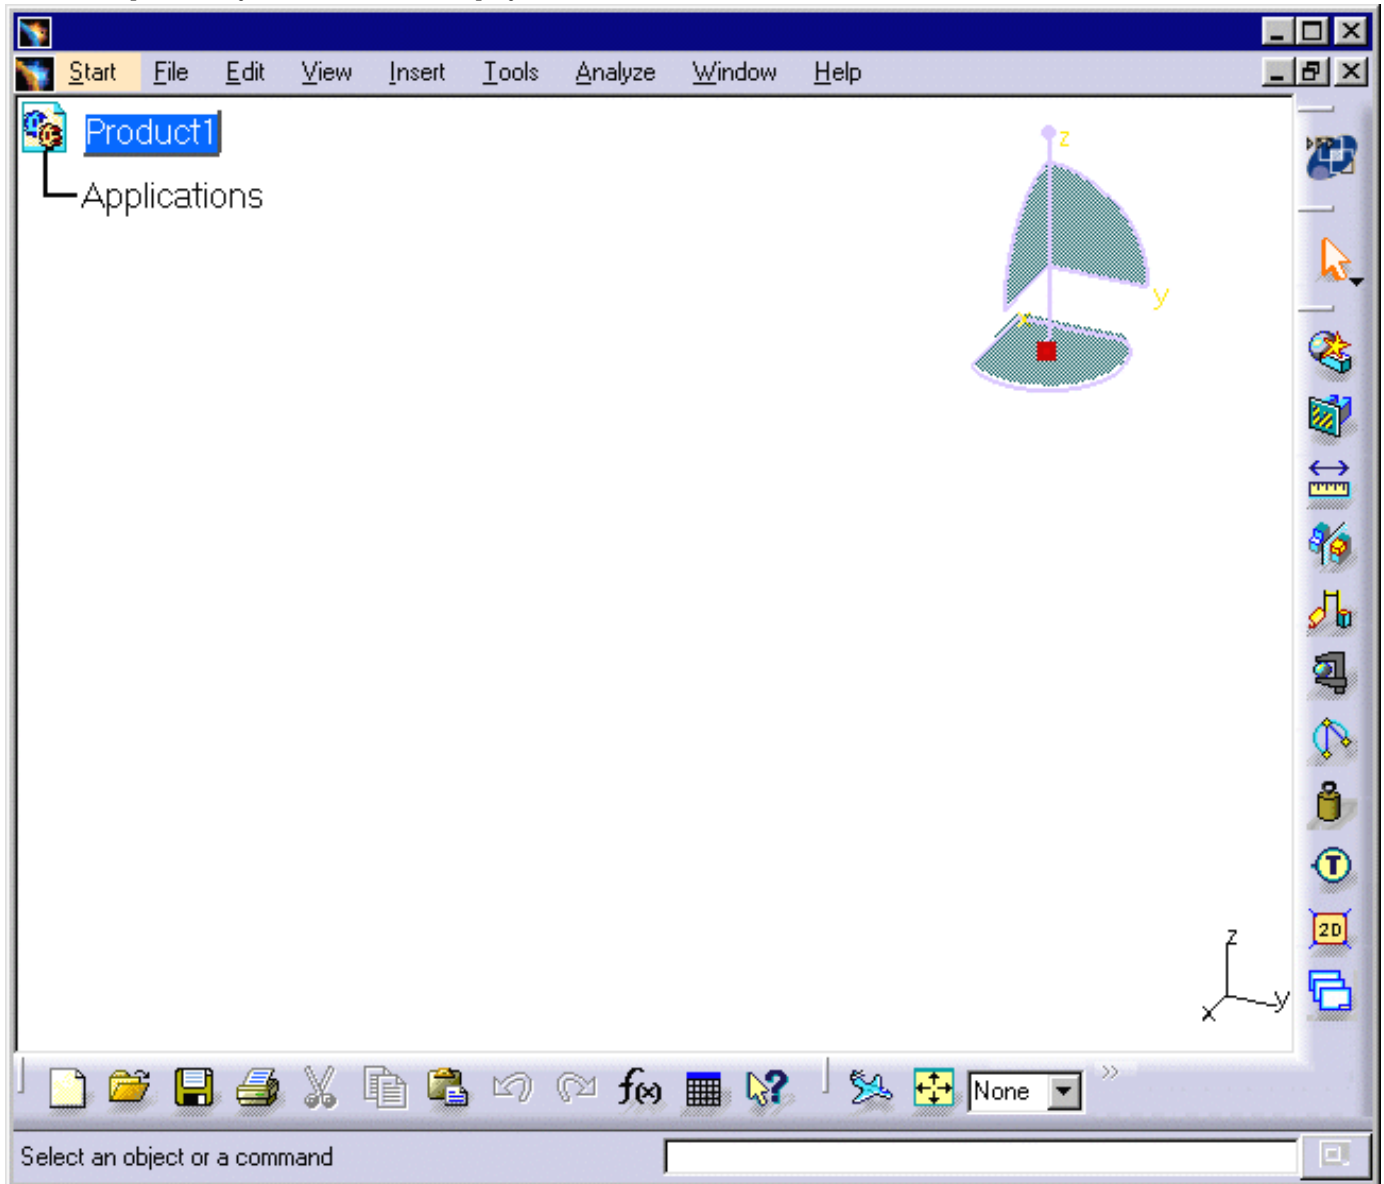 Start File Edit View Insert Tools Analyze Window Help
Product1
Applications
z
y
x
T
2D
z
y
x
f(x)
?
None
»
Select an object or a command